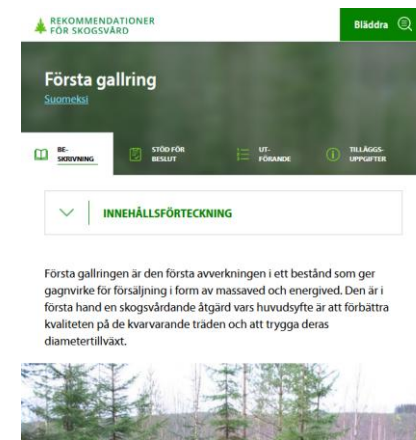 REKOMMENDATIONER
FÖR SKOGSVÅRD
Bläddra
Första gallring
Suomeksi
BE-
SKRIVNING
STÖD FÖR
BESLUT
UT-
FÖRANDE
TILLÄGGS-
UPPGIFTER
INNEHÅLLSFÖRTECKNING
Första gallringen är den första avverkningen i ett bestånd som ger
gagnvirke för försäljning i form av massaved och energived. Den är i
första hand en skogsvårdande åtgärd vars huvudsyfte är att förbättra
kvaliteten på de kvarvarande träden och att trygga deras
diametertillväxt.